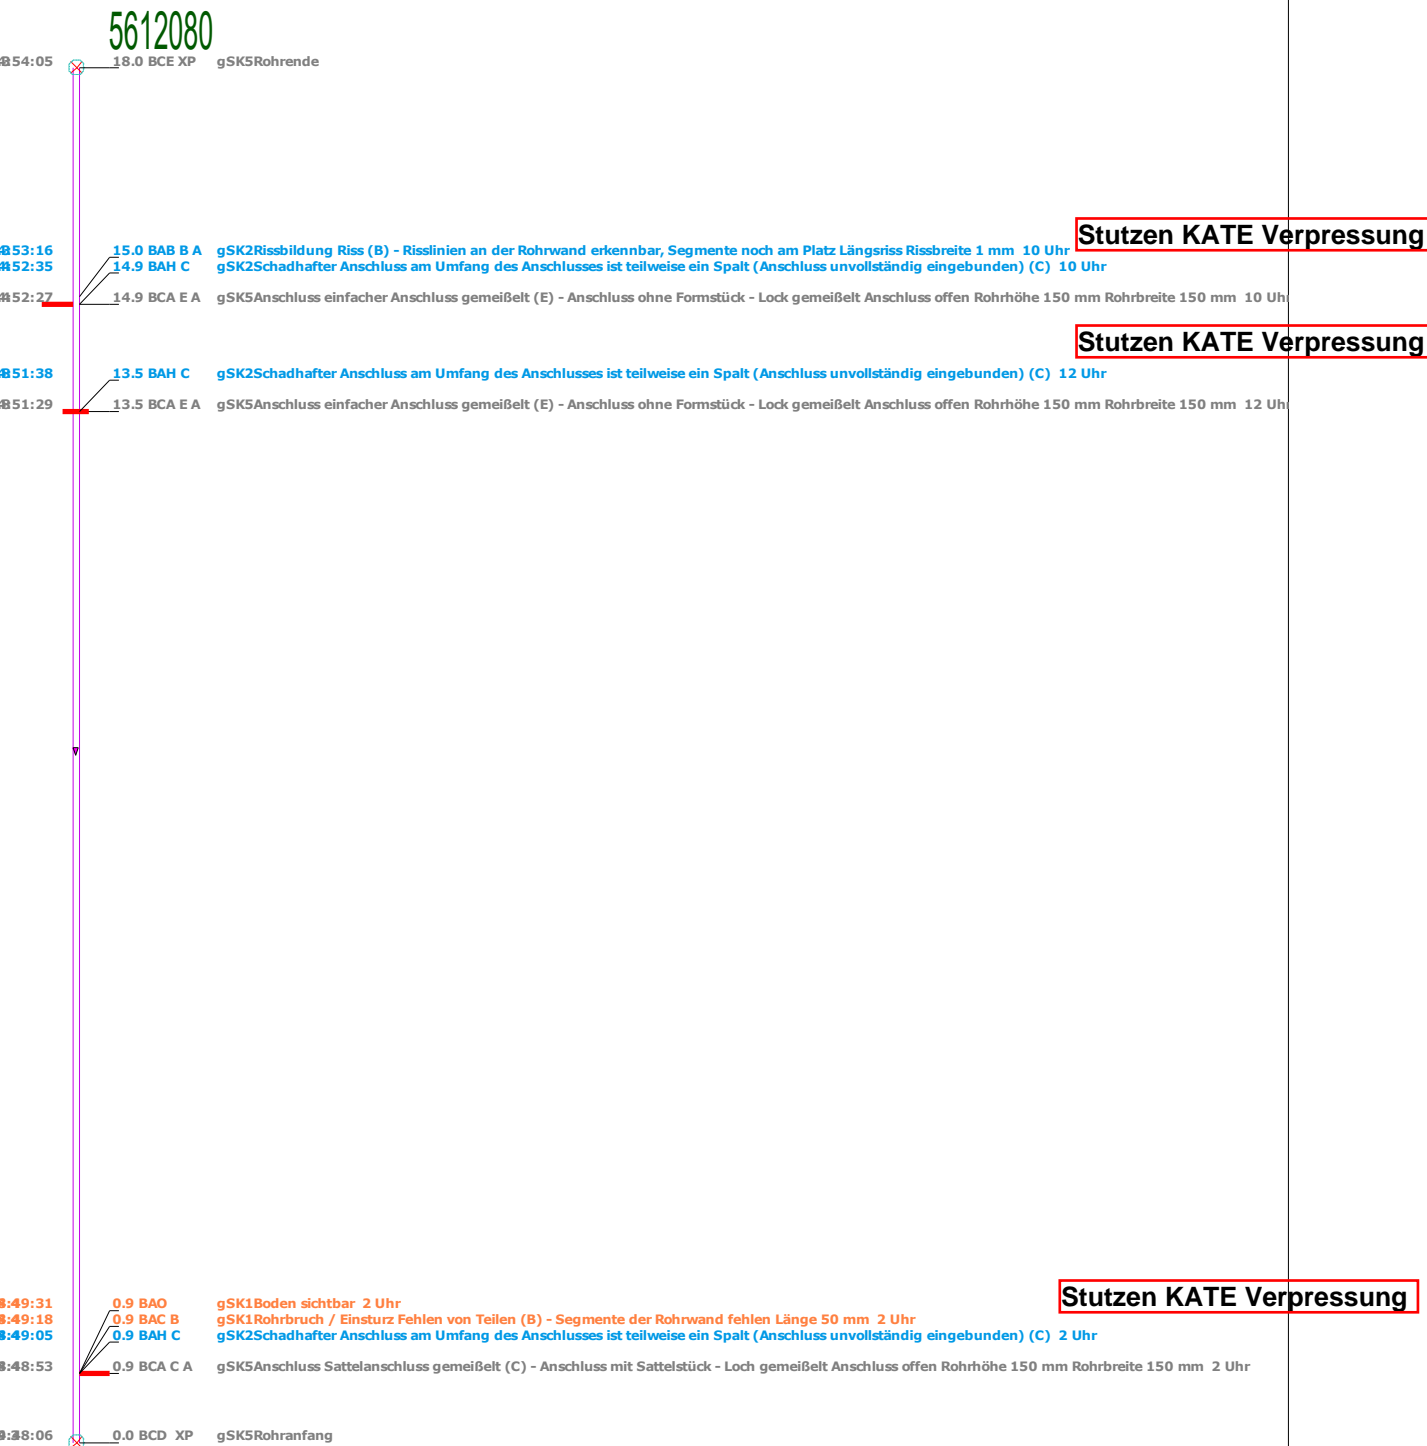 5612080
54:05 18.0 BCE XP gSK5Rohrende
Stutzen KATE Verpressung
53:16 15.0 BAB B A gSK2Rissbildung Riss (B) - Risslinien an der Rohrwand erkennbar, Segmente noch am Platz Längsriss Rissbreite 1 mm 10 Uhr
52:35 14.9 BAH C gSK2Schadhafter Anschluss am Umfang des Anschlusses ist teilweise ein Spalt (Anschluss unvollständig eingebunden) (C) 10 Uhr
52:27 14.9 BCA E A gSK5Anschluss einfacher Anschluss gemeißelt (E) - Anschluss ohne Formstück - Lock gemeißelt Anschluss offen Rohrhöhe 150 mm Rohrbreite 150 mm 10 Uhr
Stutzen KATE Verpressung
51:38 13.5 BAH C gSK2Schadhafter Anschluss am Umfang des Anschlusses ist teilweise ein Spalt (Anschluss unvollständig eingebunden) (C) 12 Uhr
51:29 13.5 BCA E A gSK5Anschluss einfacher Anschluss gemeißelt (E) - Anschluss ohne Formstück - Lock gemeißelt Anschluss offen Rohrhöhe 150 mm Rohrbreite 150 mm 12 Uhr
Stutzen KATE Verpressung
49:31 0.9 BAO gSK1Boden sichtbar 2 Uhr
49:18 0.9 BAC B gSK1Rohrbruch / Einsturz Fehlen von Teilen (B) - Segmente der Rohrwand fehlen Länge 50 mm 2 Uhr
49:05 0.9 BAH C gSK2Schadhafter Anschluss am Umfang des Anschlusses ist teilweise ein Spalt (Anschluss unvollständig eingebunden) (C) 2 Uhr
48:53 0.9 BCA C A gSK5Anschluss Sattelanschluss gemeißelt (C) - Anschluss mit Sattelstück - Loch gemeißelt Anschluss offen Rohrhöhe 150 mm Rohrbreite 150 mm 2 Uhr
48:06 0.0 BCD XP gSK5Rohranfang